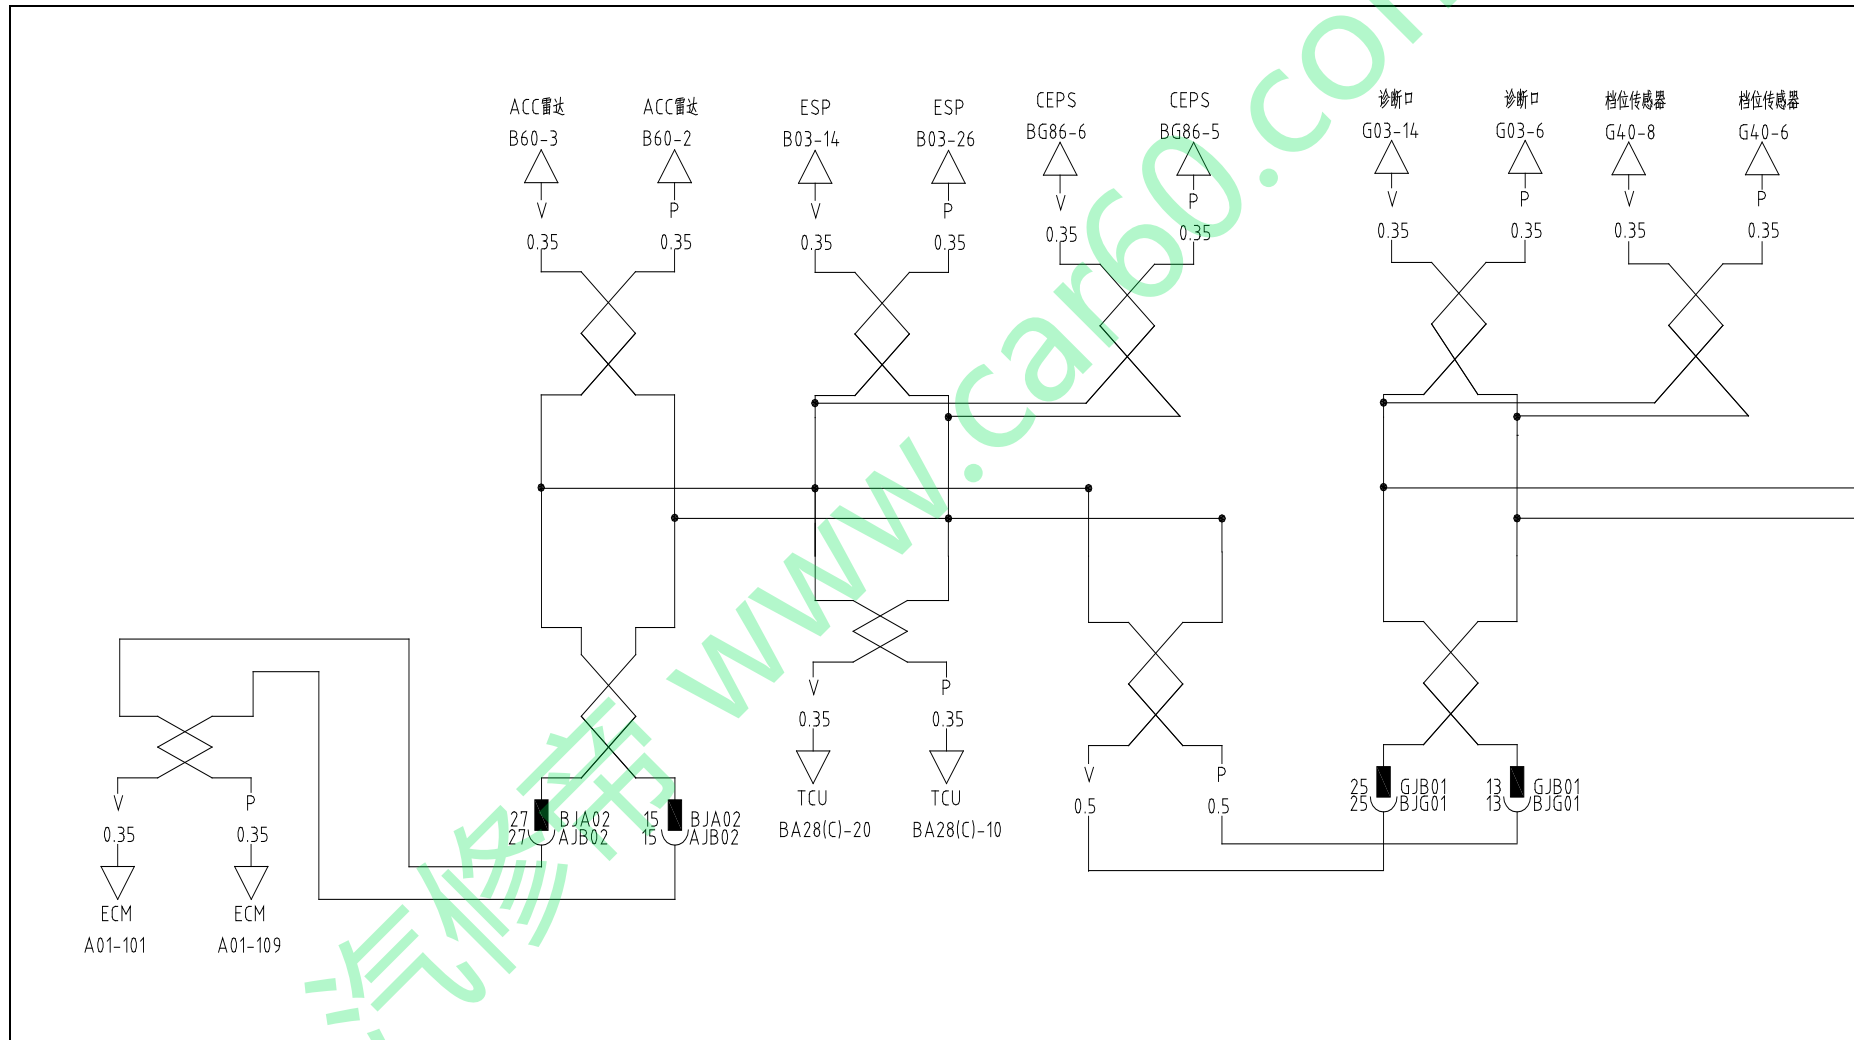 ACC雷达
ACC雷达
ESP
ESP
CEPS
CEPS
诊断口
诊断口
档位传感器
档位传感器
B60-3
B60-2
B03-14
B03-26
BG86-6
BG86-5
G03-14
G03-6
G40-8
G40-6
V
P
V
P
V
P
V
P
V
P
0.35
0.35
0.35
0.35
0.35
0.35
0.35
0.35
0.35
0.35
V
P
0.35
0.35
TCU
TCU
BA28(C)-20
BA28(C)-10
V
P
0.5
0.5
25 GJB01
25 BJG01
13 GJB01
13 BJG01
27 BJA02
27 AJB02
15 BJA02
15 AJB02
V
P
0.35
0.35
ECM
ECM
A01-101
A01-109
汽修帝 www.car60.com